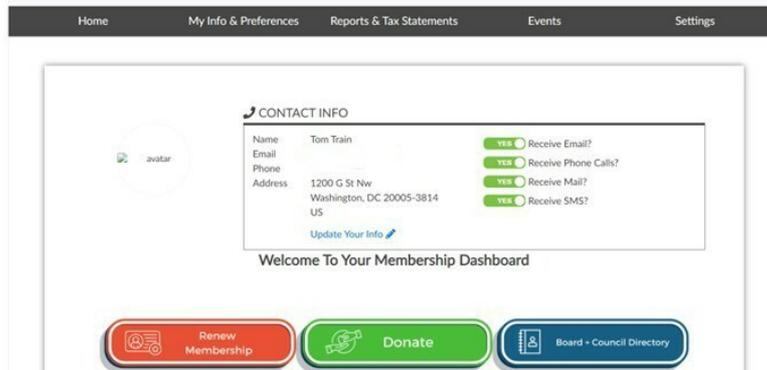 Home My Info & Preferences Reports & Tax Statements Events Settings
CONTACT INFO
Name Tom Train
Email
Phone
Address 1200 G St Nw
Washington, DC 20005-3814
US
Update Your Info
YES Receive Email?
YES Receive Phone Calls?
YES Receive Mail?
YES Receive SMS?
avatar
Welcome To Your Membership Dashboard
Renew
Membership
Donate
Board + Council Directory